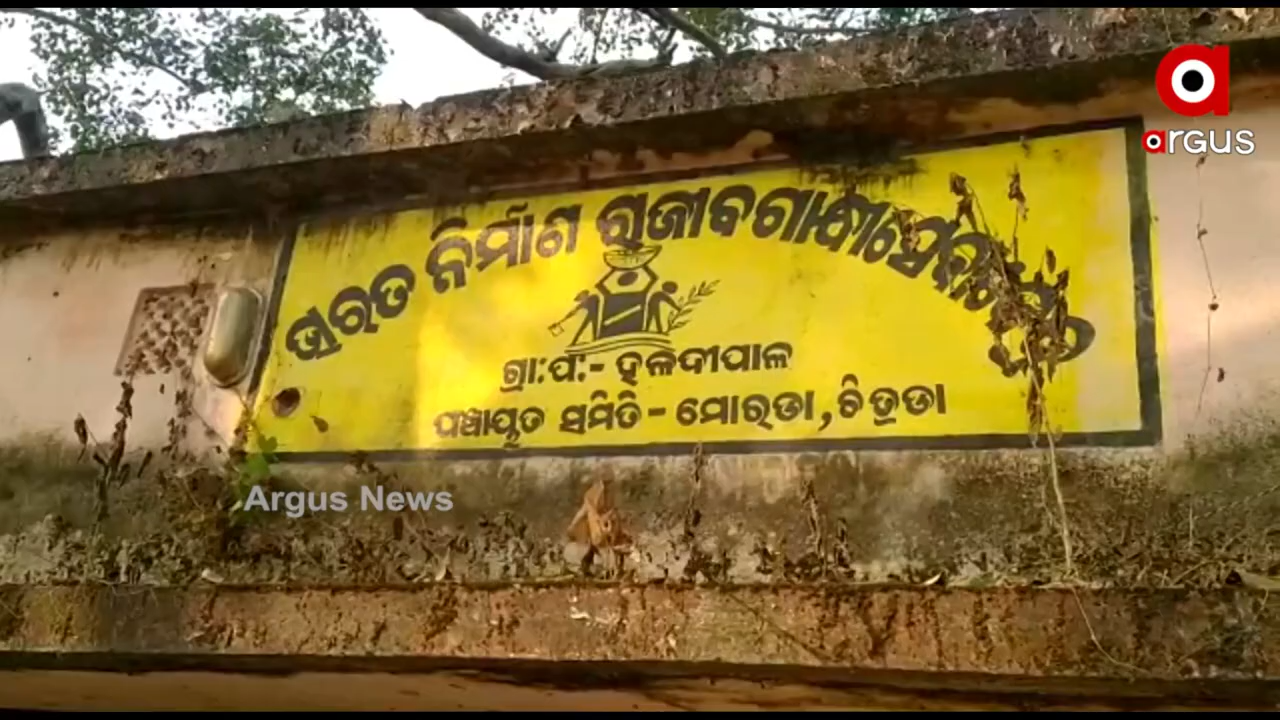 ଭାରତ ନିର୍ମାଣ ରାଜୀବଗାନ୍ଧୀସେବାକେନ୍ଦ୍ର
ଗ୍ରା:ପ:- ହଳଦୀପାଳ
ପଞ୍ଚାୟତ ସମିତି - ମୋରଡା, ଚିତ୍ରଡା
argus
Argus News